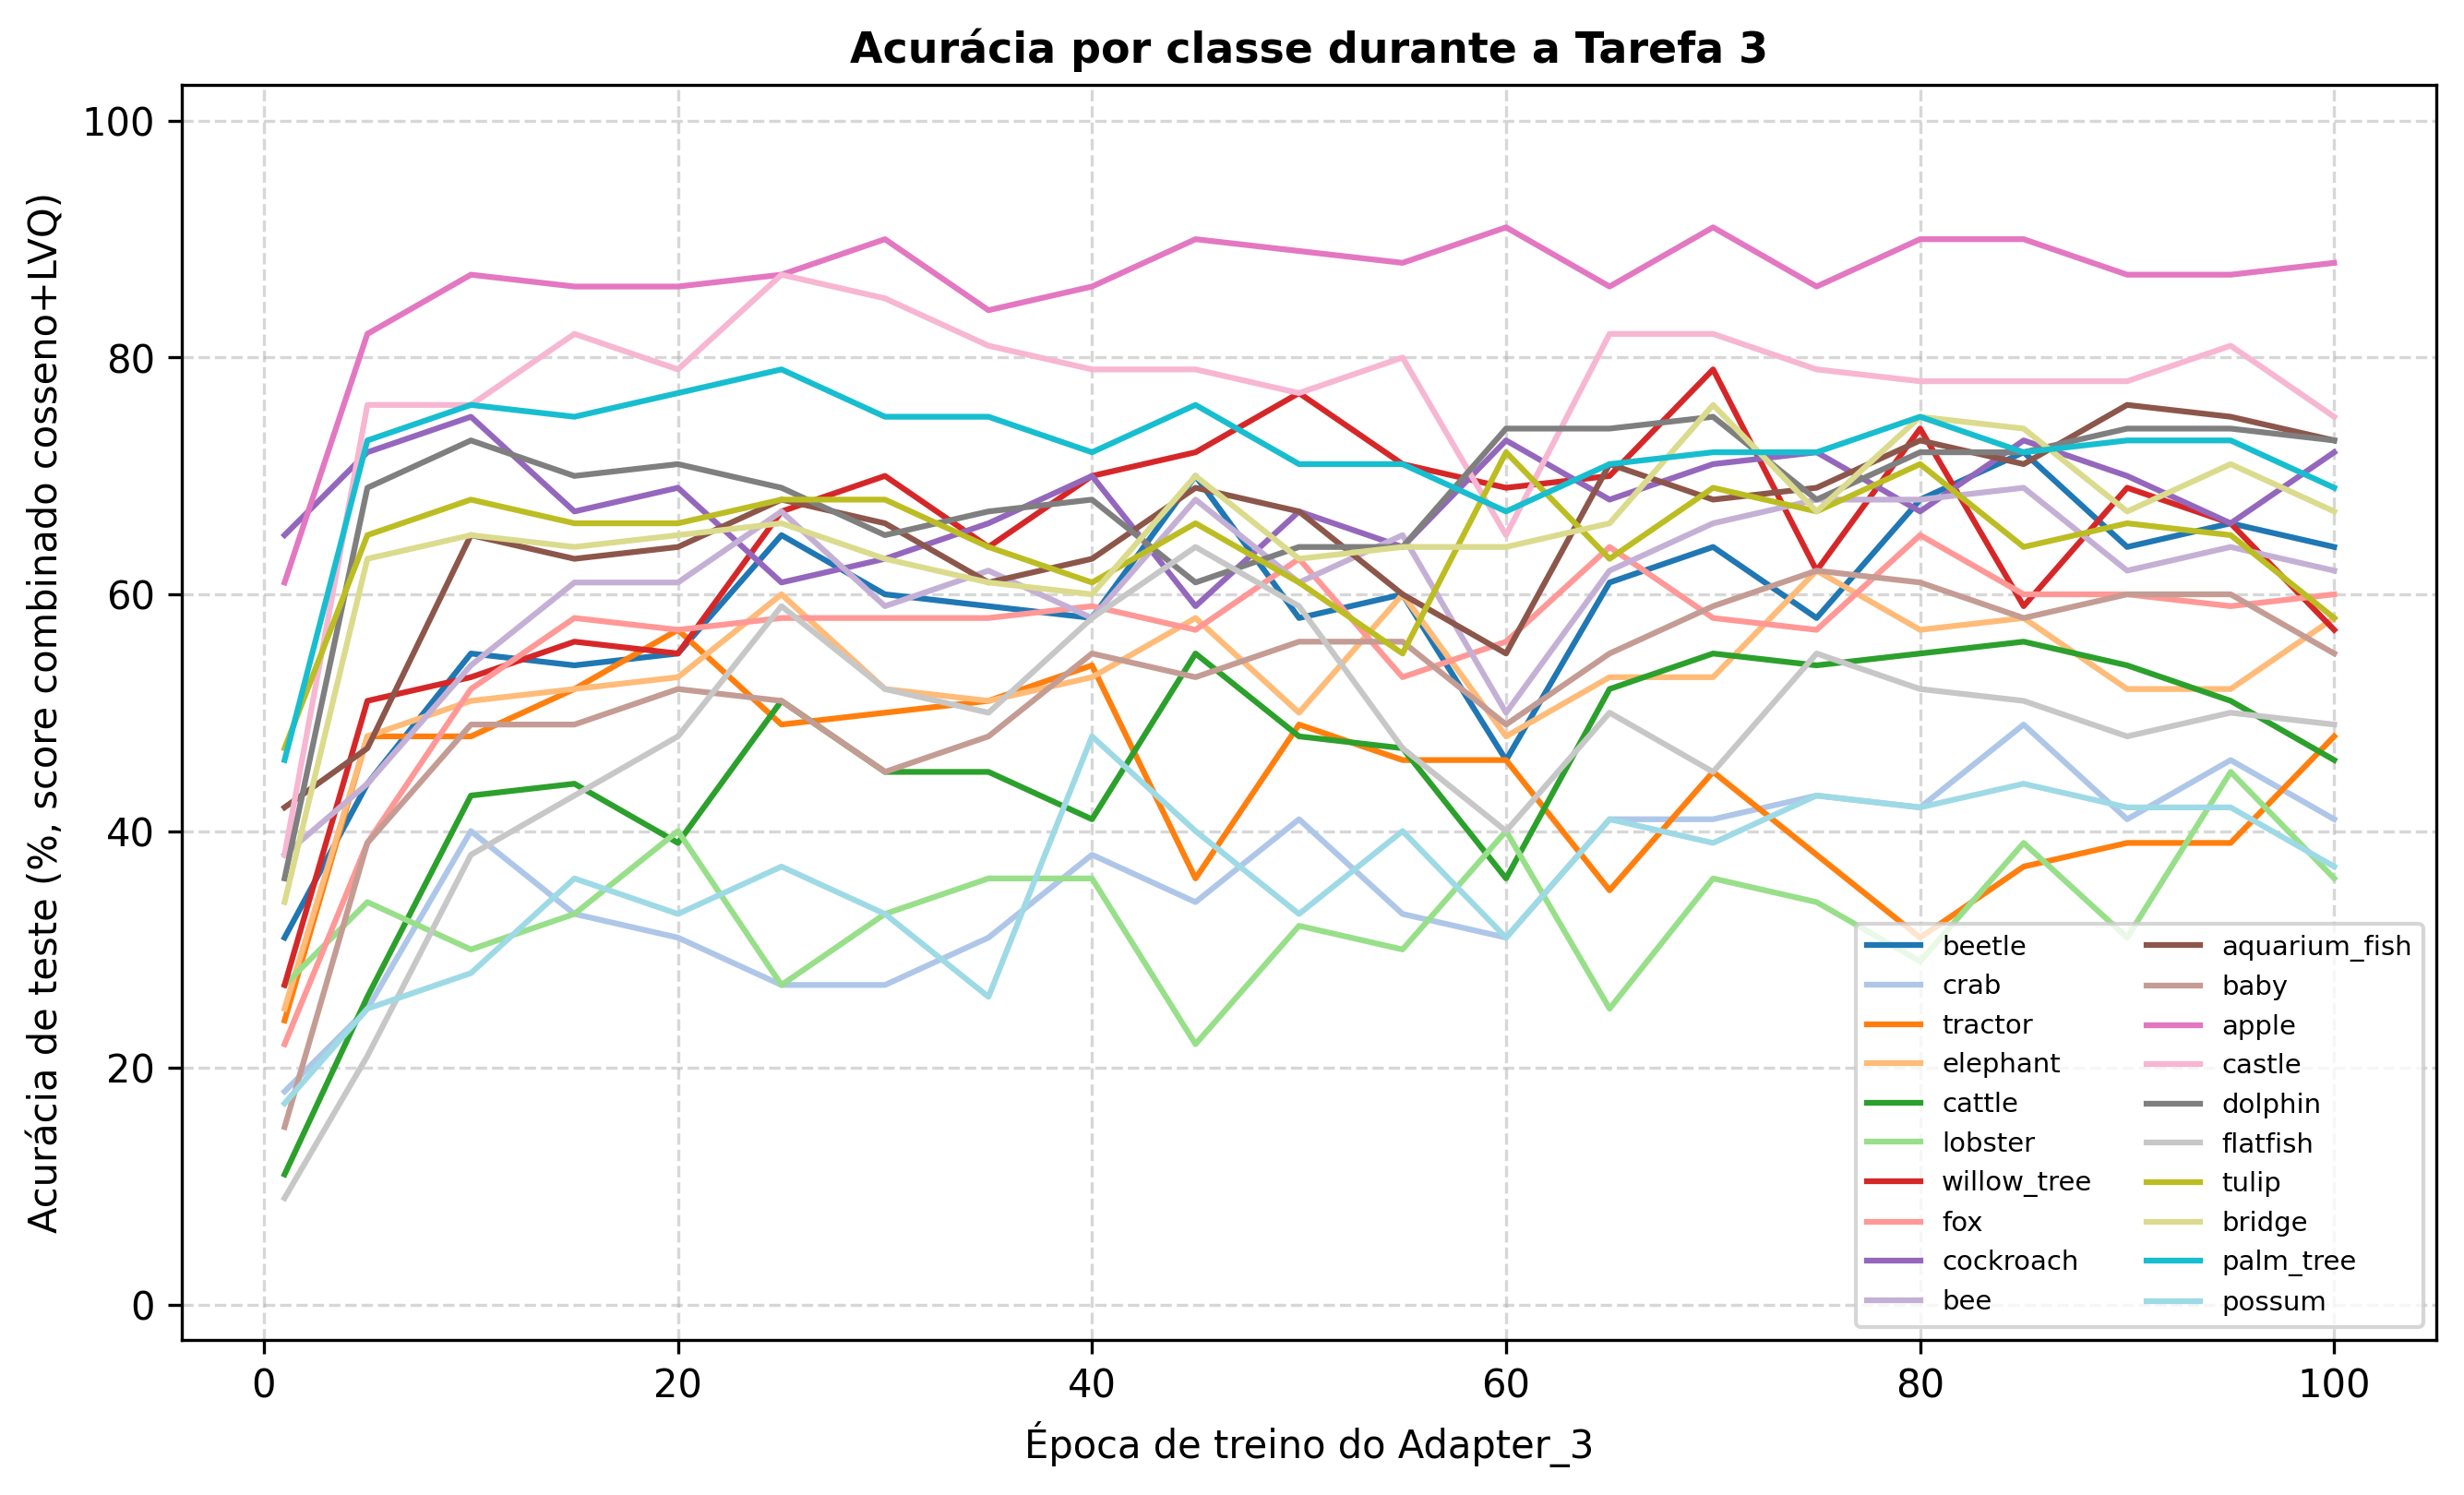 Acurácia por classe durante a Tarefa 3
Acurácia de teste (%, score combinado cosseno+LVQ)
100
80
60
40
20
0
0 20 40 60 80 100
Época de treino do Adapter_3
beetle
crab
tractor
elephant
cattle
lobster
willow_tree
fox
cockroach
bee
aquarium_fish
baby
apple
castle
dolphin
flatfish
tulip
bridge
palm_tree
possum